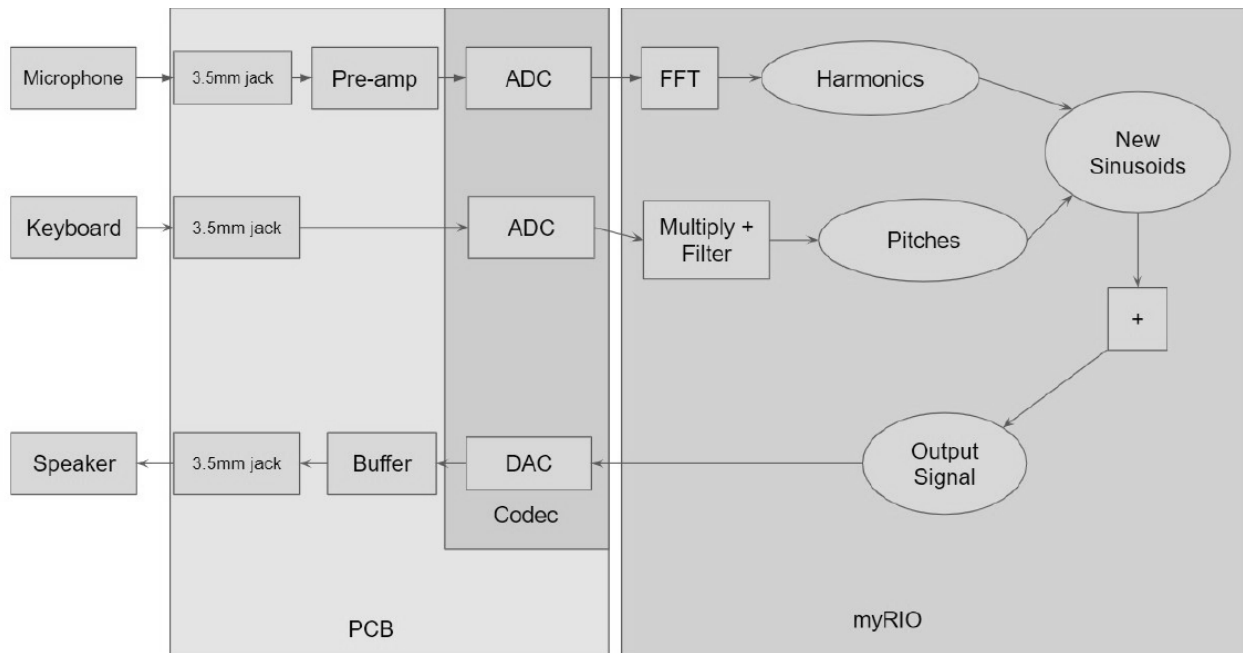 Microphone
3.5mm jack
Pre-amp
ADC
FFT
Harmonics
New
Sinusoids
Keyboard
3.5mm jack
ADC
Multiply +
Filter
Pitches
+
Speaker
3.5mm jack
Buffer
DAC
Output
Signal
Codec
PCB
myRIO